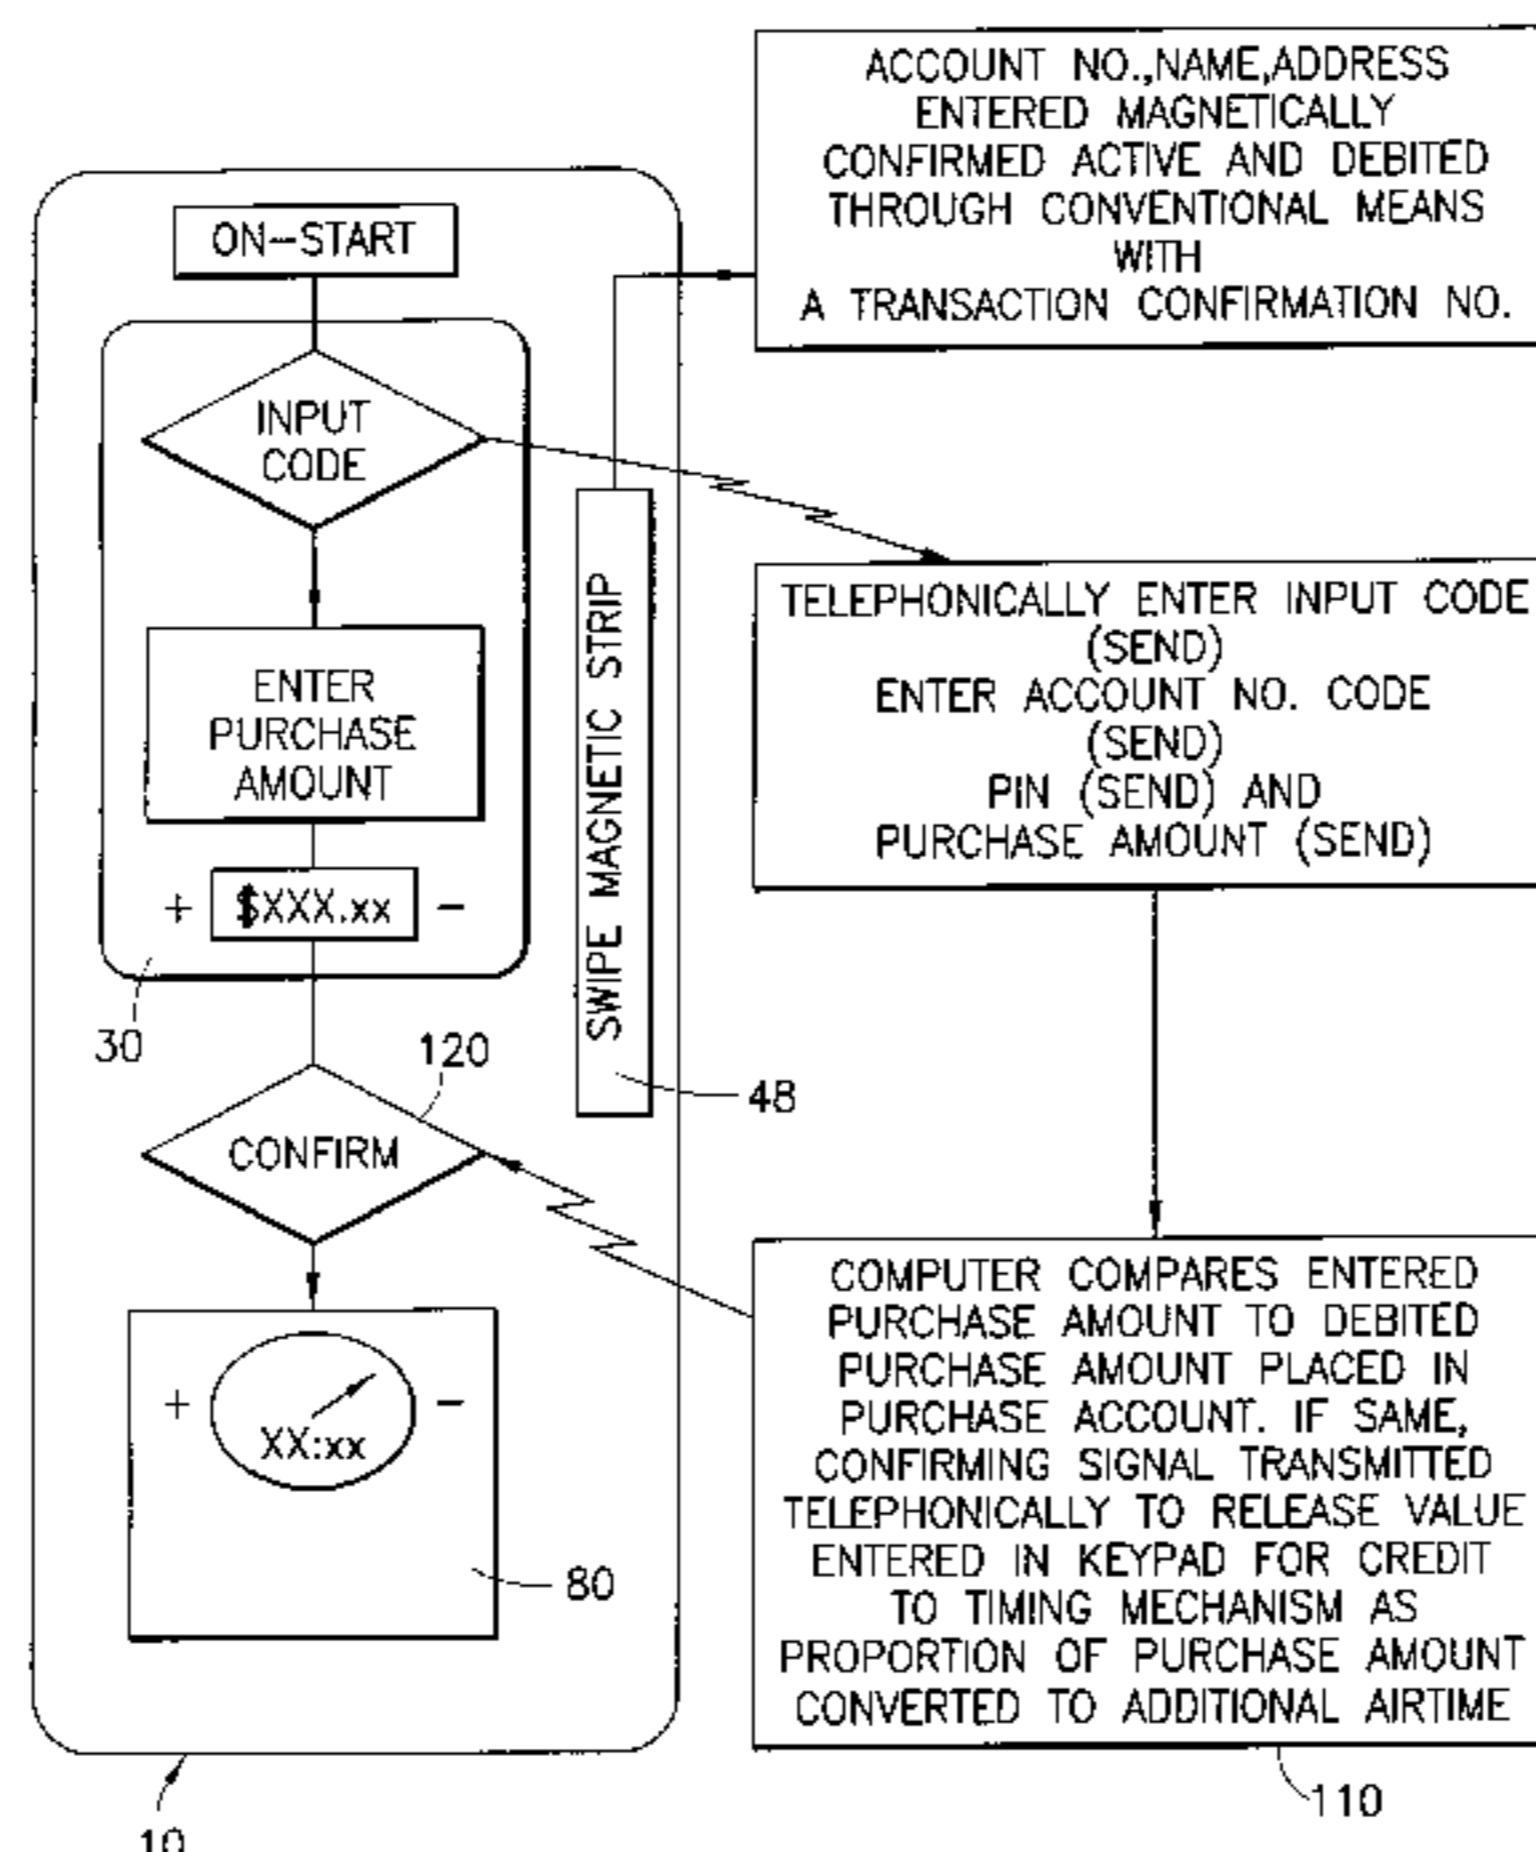 ACCOUNT NO.,NAME,ADDRESS
ENTERED MAGNETICALLY
CONFIRMED ACTIVE AND DEBITED
THROUGH CONVENTIONAL MEANS
WITH
A TRANSACTION CONFIRMATION NO.
ON-START
INPUT
CODE
ENTER
PURCHASE
AMOUNT
+ $XXX.xx -
30
SWIPE MAGNETIC STRIP
48
TELEPHONICALLY ENTER INPUT CODE
(SEND)
ENTER ACCOUNT NO. CODE
(SEND)
PIN (SEND) AND
PURCHASE AMOUNT (SEND)
120
CONFIRM
+ -
XX:xx
80
COMPUTER COMPARES ENTERED
PURCHASE AMOUNT TO DEBITED
PURCHASE AMOUNT PLACED IN
PURCHASE ACCOUNT. IF SAME,
CONFIRMING SIGNAL TRANSMITTED
TELEPHONICALLY TO RELEASE VALUE
ENTERED IN KEYPAD FOR CREDIT
TO TIMING MECHANISM AS
PROPORTION OF PURCHASE AMOUNT
CONVERTED TO ADDITIONAL AIRTIME
110
10